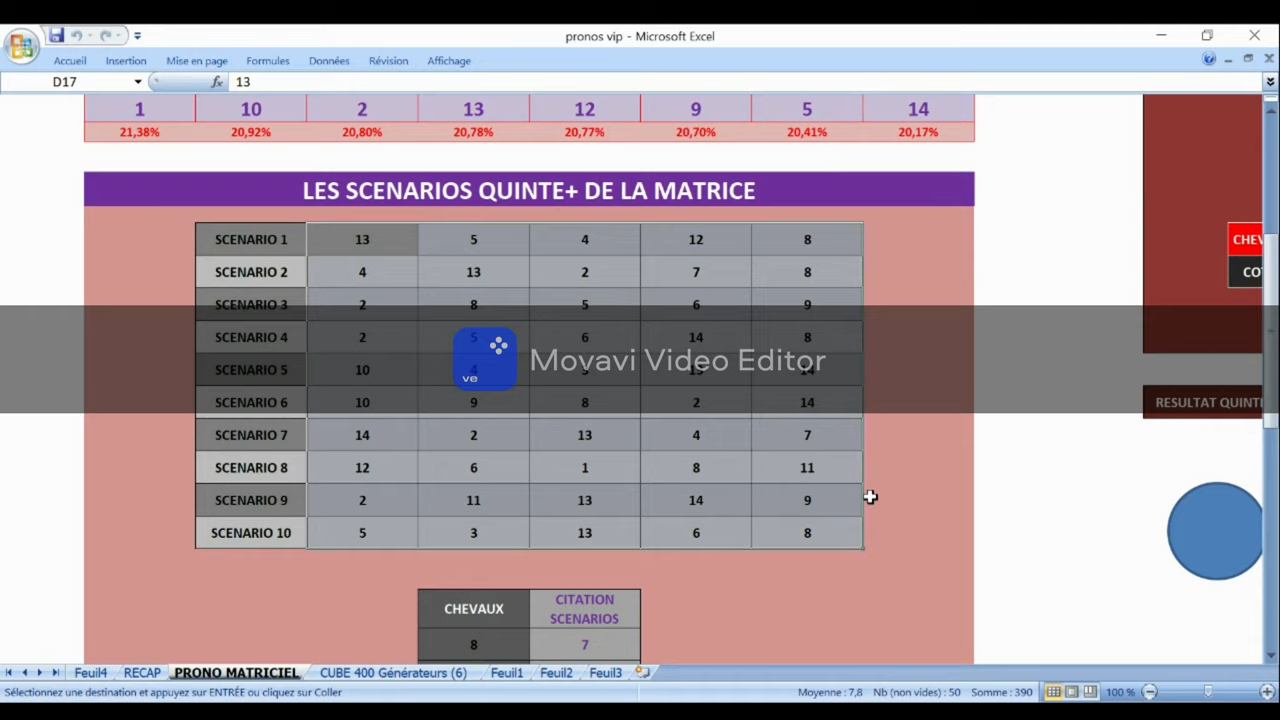 pronos vip - Microsoft Excel
Accueil Insertion Mise en page Formules Données Révision Affichage
D17 fx 13
1 10 2 13 12 9 5 14
21,38% 20,92% 20,80% 20,78% 20,77% 20,70% 20,41% 20,17%
LES SCENARIOS QUINTE+ DE LA MATRICE
SCENARIO 1 13 5 4 12 8
CHEV
SCENARIO 2 4 13 2 7 8
CO
SCENARIO 3 2 8 5 6 9
SCENARIO 4 2 5 6 14 8
Movavi Video Editor
ve
SCENARIO 5 10 4 14
SCENARIO 6 10 9 8 2 14
RESULTAT QUINT
SCENARIO 7 14 2 13 4 7
SCENARIO 8 12 6 1 8 11
SCENARIO 9 2 11 13 14 9
SCENARIO 10 5 3 13 6 8
CHEVAUX CITATION
SCENARIOS
8 7
Feuil4 RECAP PRONO MATRICIEL CUBE 400 Générateurs (6) Feuil1 Feuil2 Feuil3
Sélectionnez une destination et appuyez sur ENTRÉE ou cliquez sur Coller Moyenne : 7,8 Nb (non vides) : 50 Somme : 390 100 %